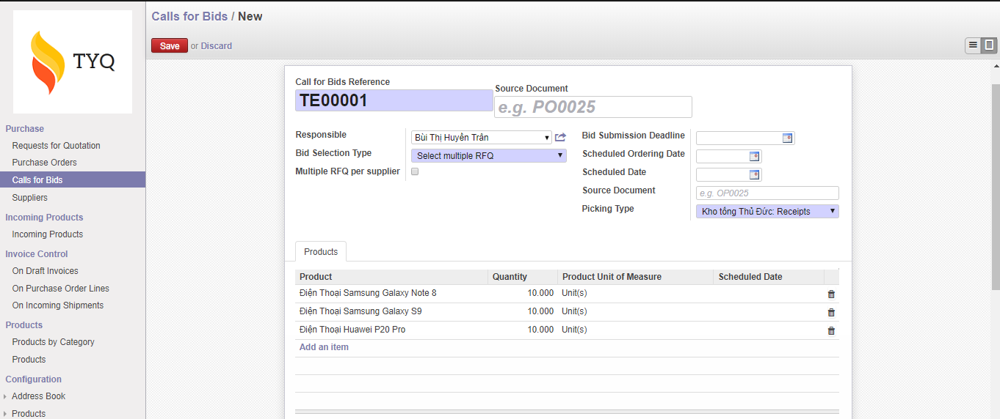 TYQ
Purchase
Requests for Quotation
Purchase Orders
Calls for Bids
Suppliers
Incoming Products
Incoming Products
Invoice Control
On Draft Invoices
On Purchase Order Lines
On Incoming Shipments
Products
Products by Category
Products
Configuration
Address Book
Products
Calls for Bids / New
Save or Discard
Call for Bids Reference
TE00001
Source Document
e.g. PO0025
Responsible
Bùi Thị Huyền Trân
Bid Selection Type
Select multiple RFQ
Multiple RFQ per supplier
Bid Submission Deadline
Scheduled Ordering Date
Scheduled Date
Source Document
e.g. OP0025
Picking Type
Kho tổng Thủ Đức: Receipts
Products
Product Quantity Product Unit of Measure Scheduled Date
Điện Thoại Samsung Galaxy Note 8 10.000 Unit(s)
Điện Thoại Samsung Galaxy S9 10.000 Unit(s)
Điện Thoại Huawei P20 Pro 10.000 Unit(s)
Add an item